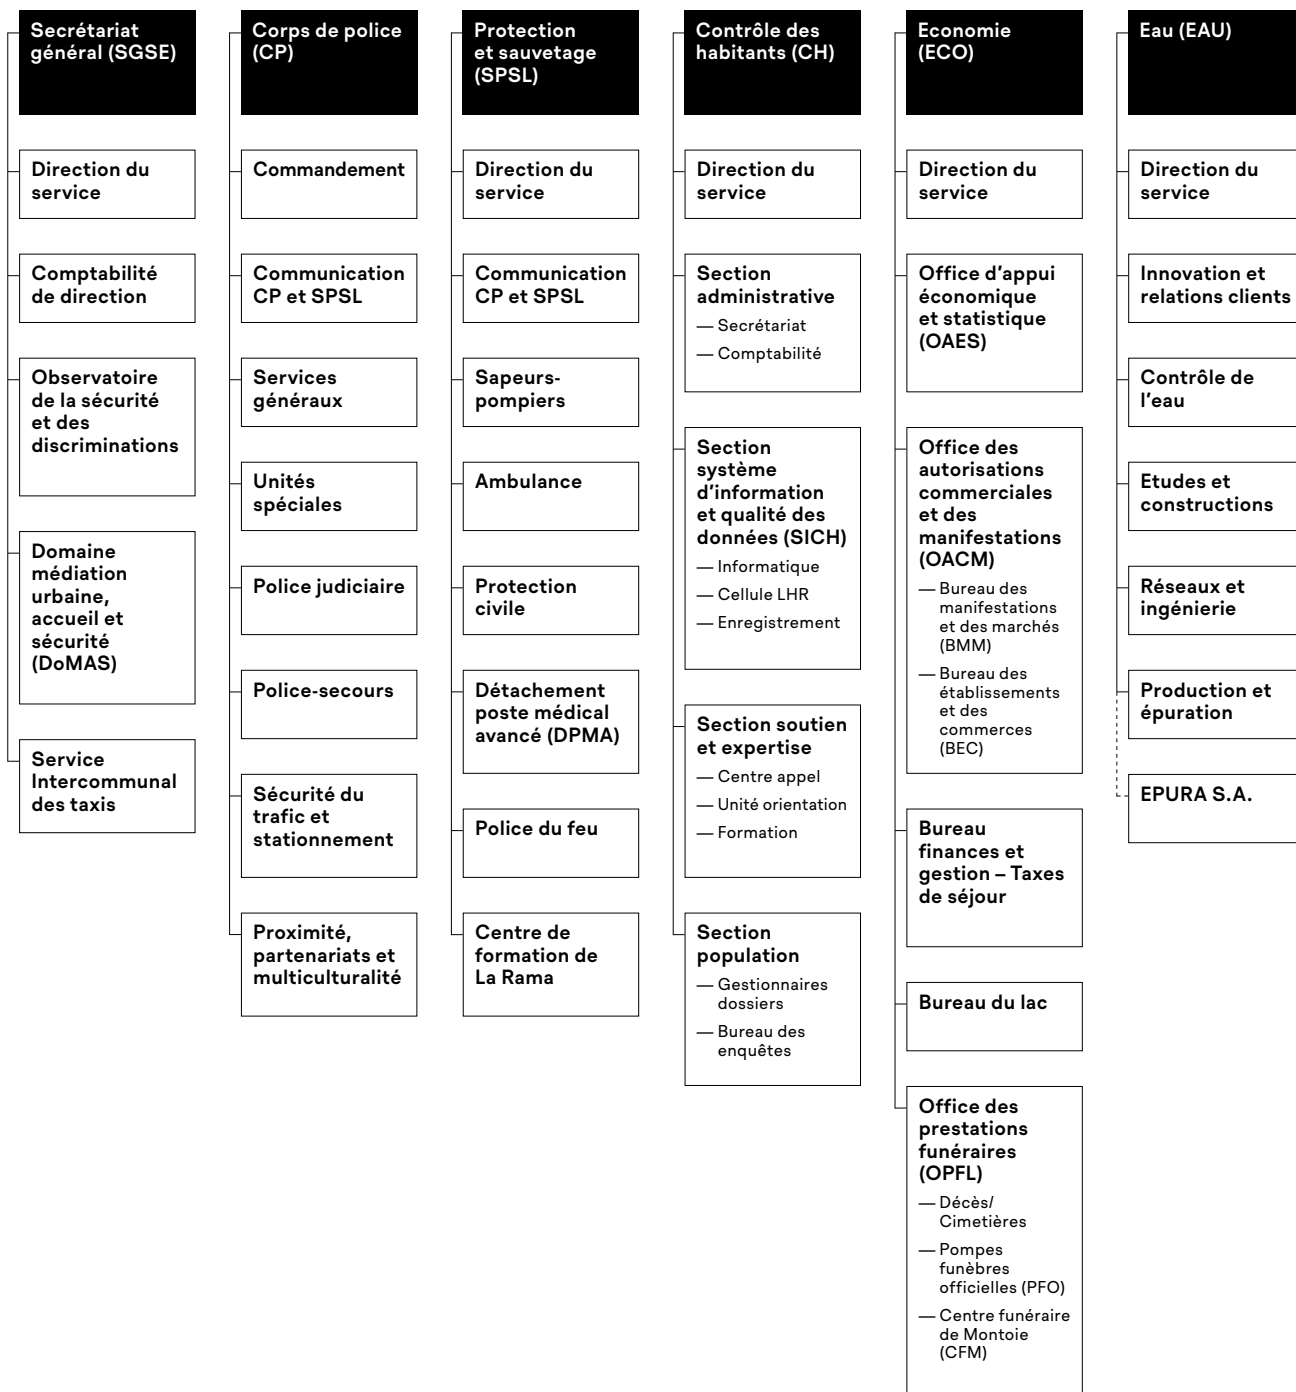 Secrétariat
général (SGSE)
Direction du
service
Comptabilité
de direction
Observatoire
de la sécurité
et des
discriminations
Domaine
médiation
urbaine,
accueil et
sécurité
(DoMAS)
Service
Intercommunal
des taxis
Corps de police
(CP)
Commandement
Communication
CP et SPSL
Services
généraux
Unités
spéciales
Police judiciaire
Police-secours
Sécurité du
trafic et
stationnement
Proximité,
partenariats et
multiculturalité
Protection
et sauvetage
(SPSL)
Direction du
service
Communication
CP et SPSL
Sapeurs-
pompiers
Ambulance
Protection
civile
Détachement
poste médical
avancé (DPMA)
Police du feu
Centre de
formation de
La Rama
Contrôle des
habitants (CH)
Direction du
service
Section
administrative
— Secrétariat
— Comptabilité
Section
système
d'information
et qualité des
données (SICH)
— Informatique
— Cellule LHR
— Enregistrement
Section soutien
et expertise
— Centre appel
— Unité orientation
— Formation
Section
population
— Gestionnaires
dossiers
— Bureau des
enquêtes
Economie
(ECO)
Direction du
service
Office d'appui
économique
et statistique
(OAES)
Office des
autorisations
commerciales
et des
manifestations
(OACM)
— Bureau des
manifestations
et des marchés
(BMM)
— Bureau des
établissements
et des
commerces
(BEC)
Bureau
finances et
gestion – Taxes
de séjour
Bureau du lac
Office des
prestations
funéraires
(OPFL)
— Décès/
Cimetières
— Pompes
funèbres
officielles (PFO)
— Centre funéraire
de Montoie
(CFM)
Eau (EAU)
Direction du
service
Innovation et
relations clients
Contrôle de
l'eau
Etudes et
constructions
Réseaux et
ingénierie
Production et
épuration
EPURA S.A.